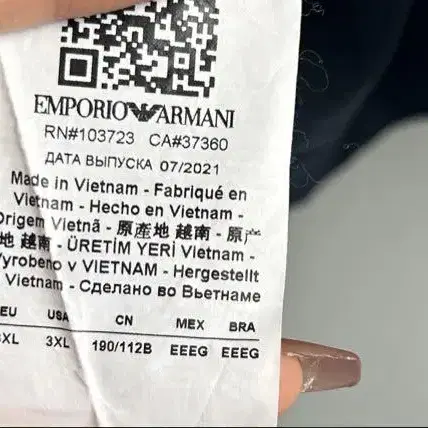 EMPORIO ARMANI
RN#103723 CA#37360
ДАТА ВЫПУСКА 07/2021
Made in Vietnam - Fabriqué en
Vietnam - Hecho en Vietnam -
Origem Vietnã - 原產地 越南 - 原产
地 越南 - ÜRETİM YERİ Vietnam -
Vyrobeno v VIETNAM - Hergestellt
Vietnam - Сделано во Вьетнаме
EU USA CN MEX BRA
3XL 3XL 190/112B EEEG EEEG